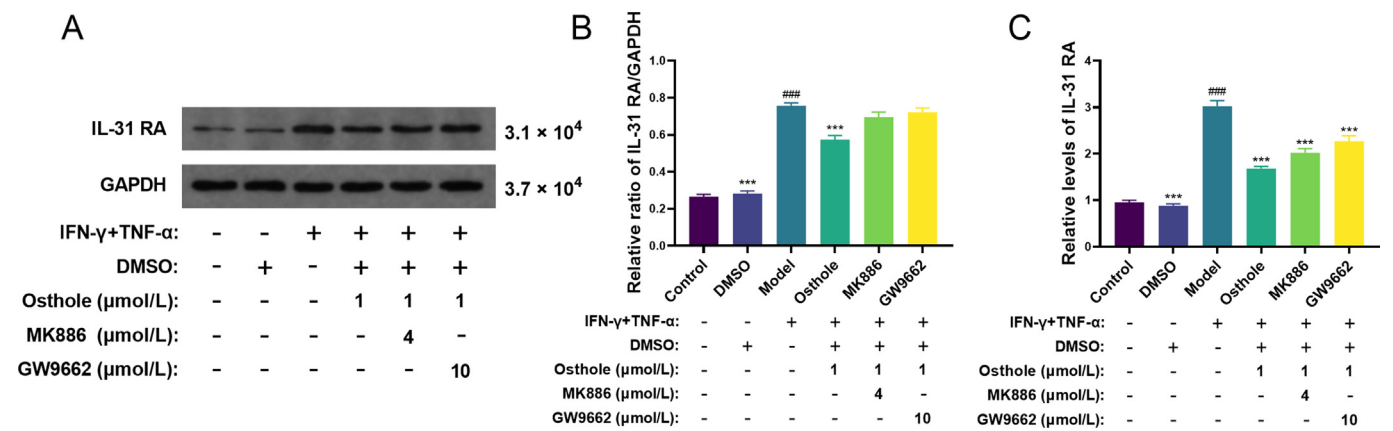 A
IL-31 RA
3.1 × 10⁴
GAPDH
3.7 × 10⁴
IFN-γ+TNF-α: - - + + + +
DMSO: - + - + + +
Osthole (μmol/L): - - - 1 1 1
MK886 (μmol/L): - - - - 4 -
GW9662 (μmol/L): - - - - - 10
B
Relative ratio of IL-31 RA/GAPDH
1.0
0.8
0.6
0.4
0.2
0.0
***
###
***
Control
DMSO
Model
Osthole
MK886
GW9662
IFN-γ+TNF-α: - - + + + +
DMSO: - + - + + +
Osthole (μmol/L): - - - 1 1 1
MK886 (μmol/L): - - - - 4 -
GW9662 (μmol/L): - - - - - 10
C
Relative levels of IL-31 RA
4
3
2
1
0
***
###
***
***
***
Control
DMSO
Model
Osthole
MK886
GW9662
IFN-γ+TNF-α: - - + + + +
DMSO: - + - + + +
Osthole (μmol/L): - - - 1 1 1
MK886 (μmol/L): - - - - 4 -
GW9662 (μmol/L): - - - - - 10